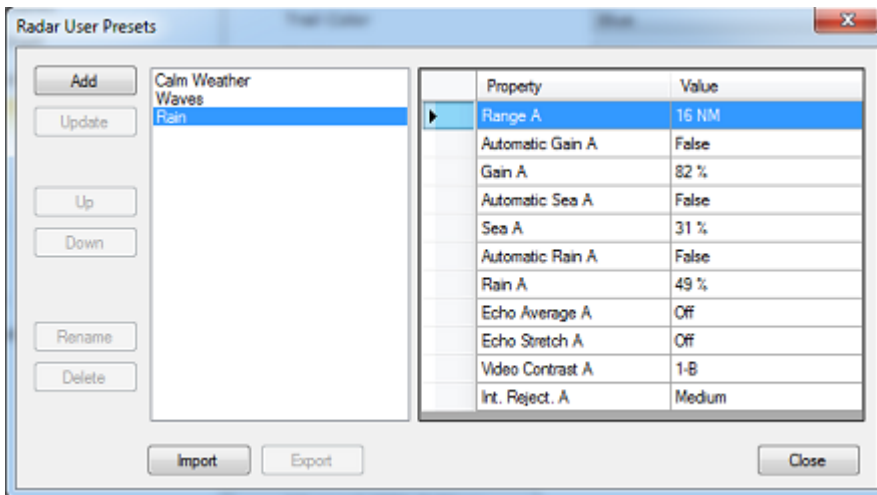 Radar User Presets
Add
Update
Up
Down
Rename
Delete
Calm Weather
Waves
Rain
Property Value
Range A 16 NM
Automatic Gain A False
Gain A 82 %
Automatic Sea A False
Sea A 31 %
Automatic Rain A False
Rain A 49 %
Echo Average A Off
Echo Stretch A Off
Video Contrast A 1-B
Int. Reject. A Medium
Import Export Close